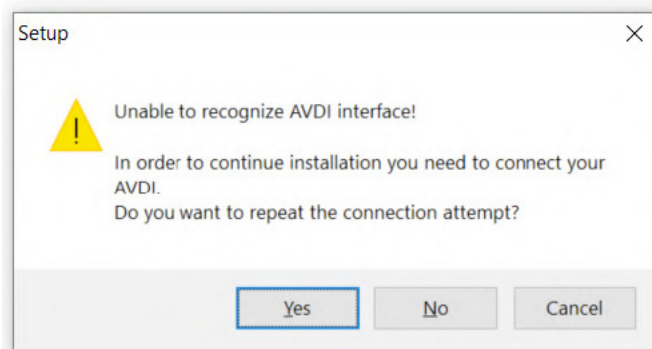 Setup
Unable to recognize AVDI interface!
In order to continue installation you need to connect your
AVDI.
Do you want to repeat the connection attempt?
Yes
No
Cancel